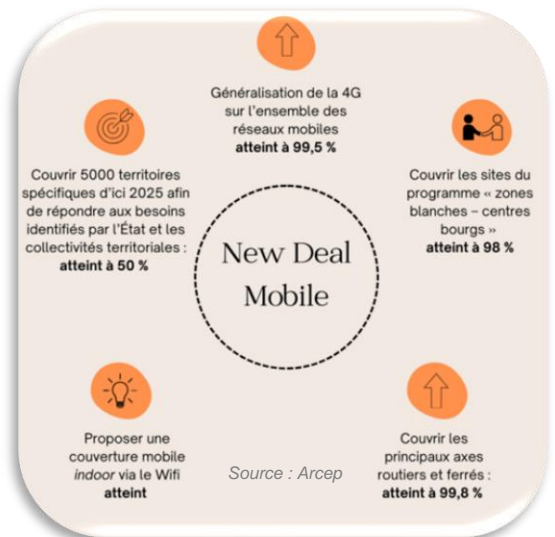 Généralisation de la 4G
sur l'ensemble des
réseaux mobiles
atteint à 99,5 %
Couvrir 5000 territoires
spécifiques d'ici 2025 afin
de répondre aux besoins
identifiés par l'État et les
collectivités territoriales :
atteint à 50 %
Couvrir les sites du
programme « zones
blanches – centres
bourgs »
atteint à 98 %
New Deal
Mobile
Proposer une
couverture mobile
indoor via le Wifi
atteint
Source : Arcep
Couvrir les
principaux axes
routiers et ferrés :
atteint à 99,8 %